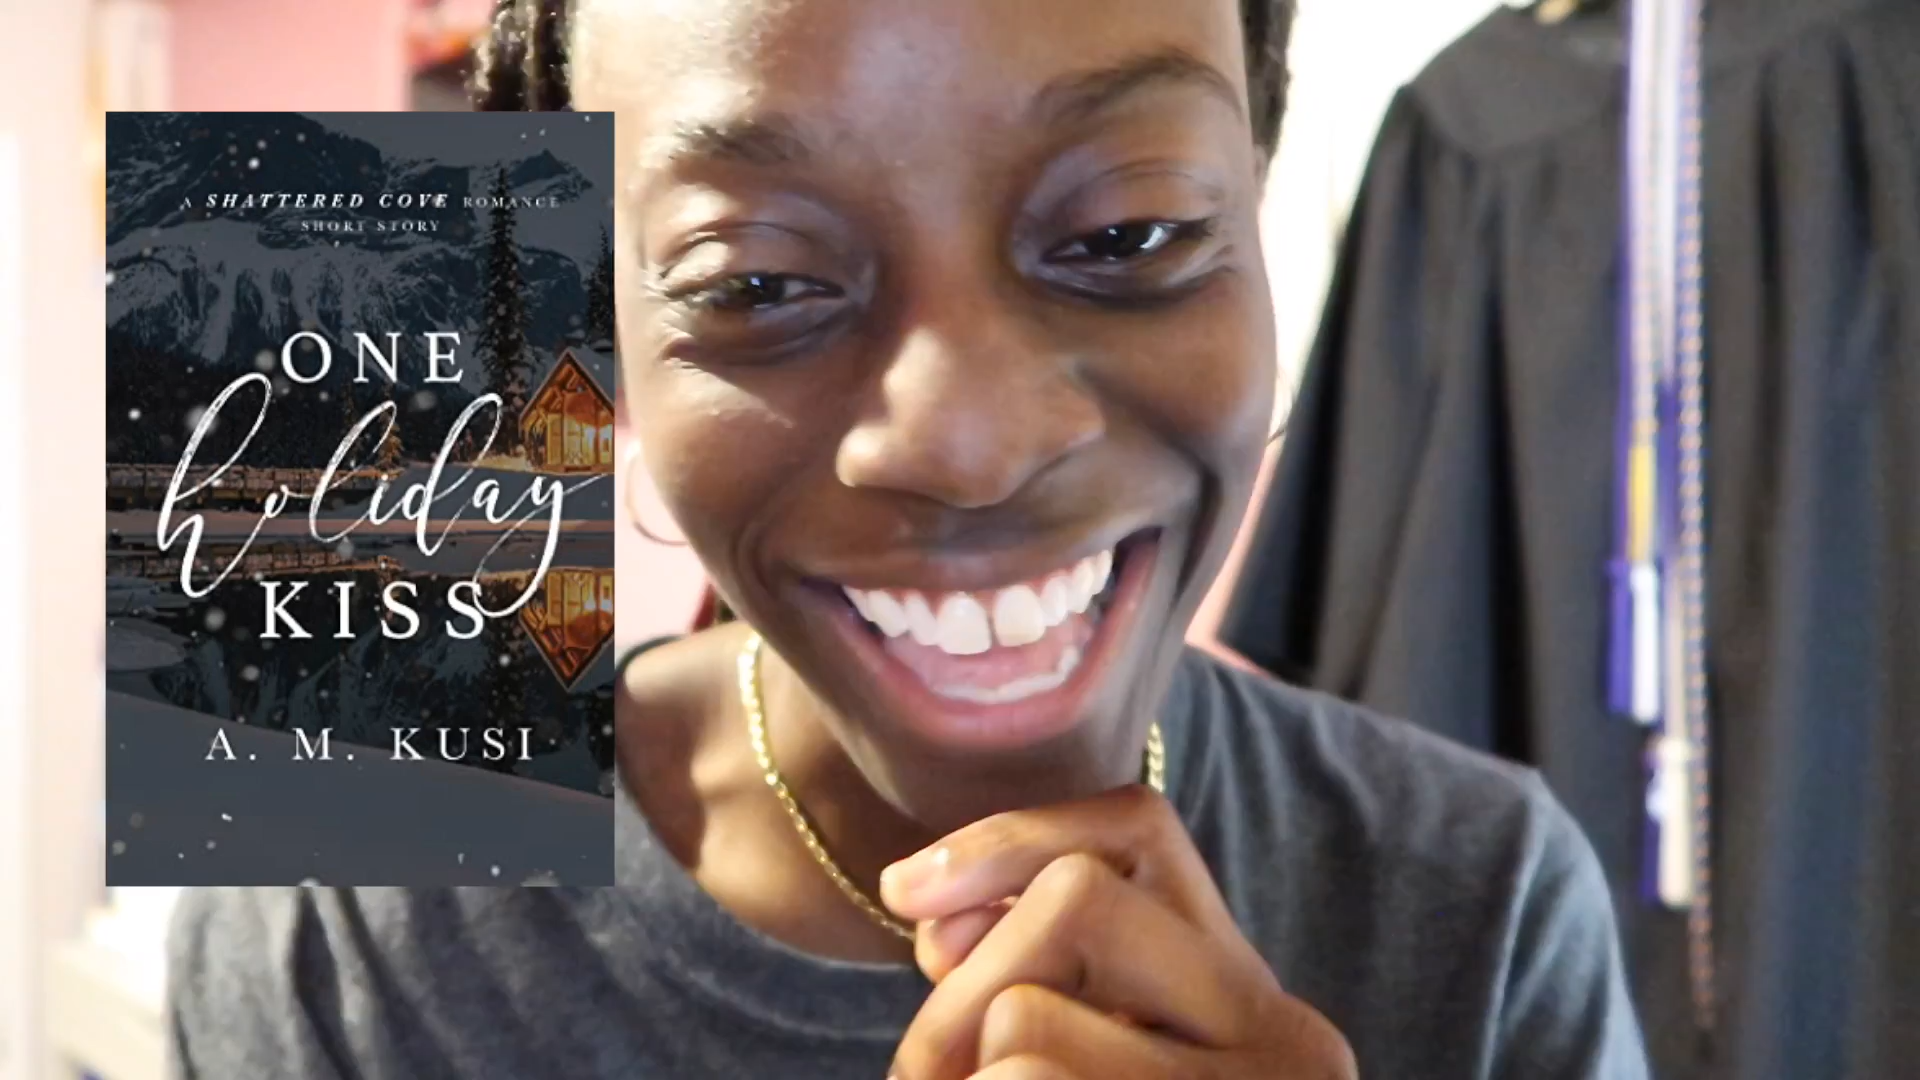 A SHATTERED COVE ROMANCE
SHORT STORY
ONE
holiday
KISS
A. M. KUSI